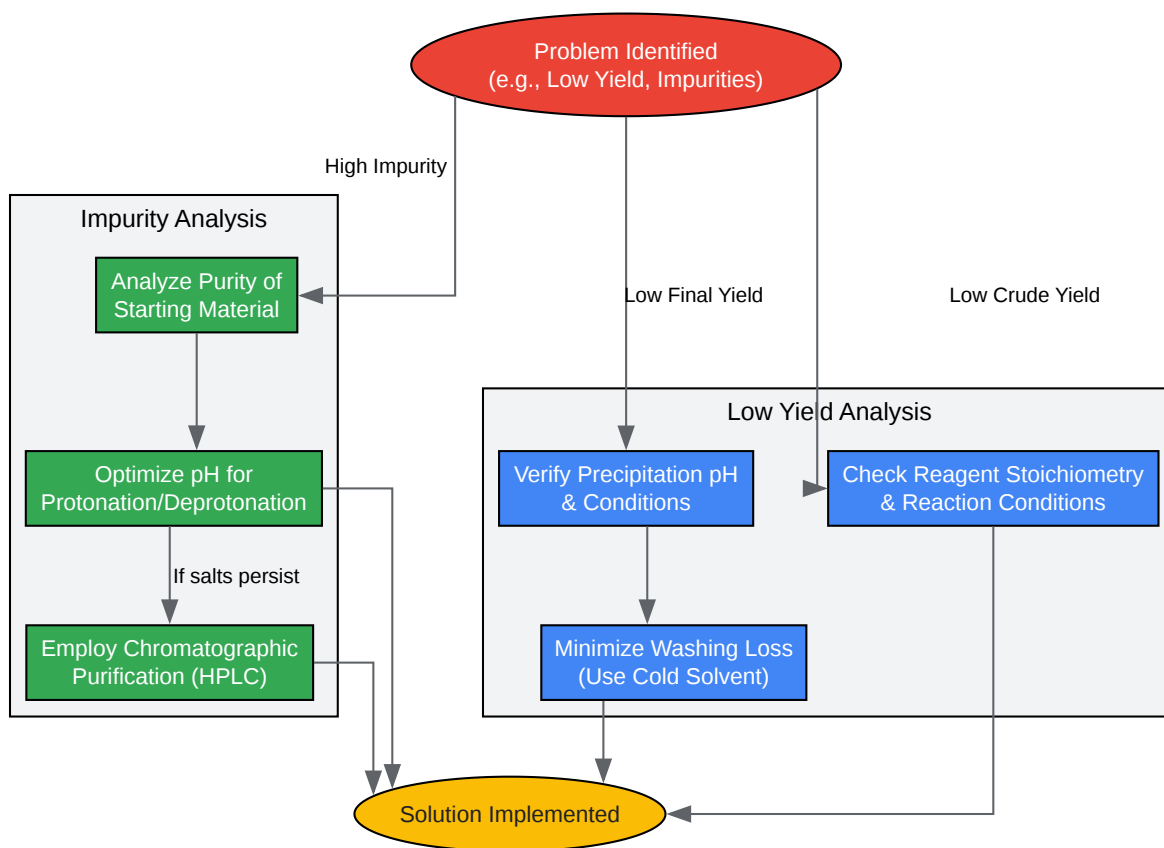 Problem Identified
(e.g., Low Yield, Impurities)
High Impurity
Impurity Analysis
Analyze Purity of
Starting Material
Low Final Yield
Low Crude Yield
Low Yield Analysis
Optimize pH for
Protonation/Deprotonation
Verify Precipitation pH
& Conditions
Check Reagent Stoichiometry
& Reaction Conditions
If salts persist
Employ Chromatographic
Purification (HPLC)
Minimize Washing Loss
(Use Cold Solvent)
Solution Implemented